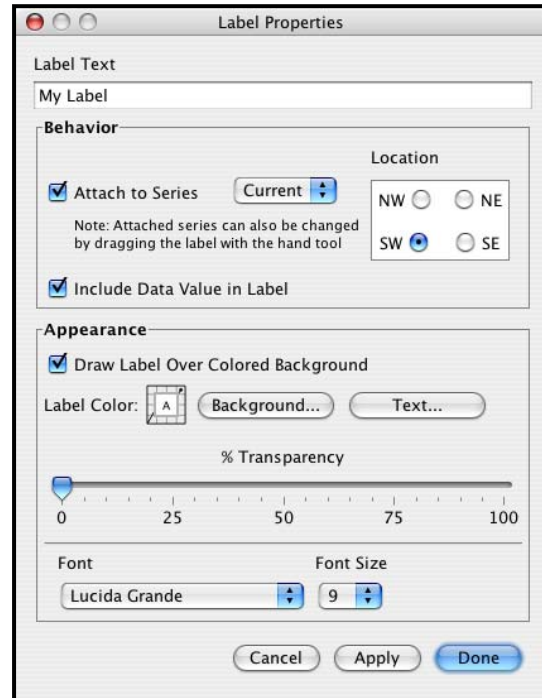 Label Properties
Label Text
My Label
Behavior
Location
Attach to Series Current
NW NE
Note: Attached series can also be changed
by dragging the label with the hand tool
SW SE
Include Data Value in Label
Appearance
Draw Label Over Colored Background
Label Color: A Background... Text...
% Transparency
0 25 50 75 100
Font Font Size
Lucida Grande 9
Cancel Apply Done